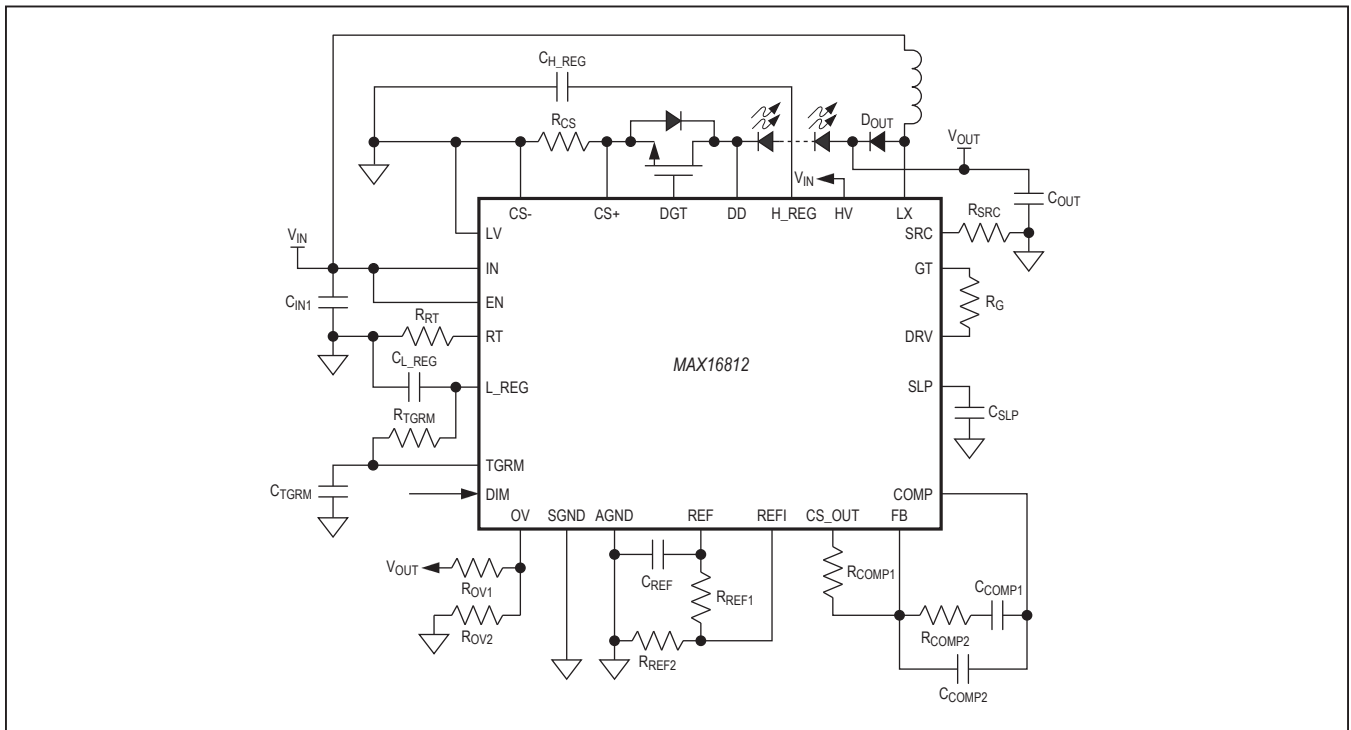 C_H_REG
R_CS
D_OUT
V_OUT
V_IN
C_OUT
R_SRC
CS-
CS+
DGT
DD
H_REG
HV
LX
LV
SRC
V_IN
IN
GT
C_IN1
EN
R_G
R_RT
RT
DRV
MAX16812
C_L_REG
L_REG
SLP
C_SLP
R_TGRM
TGRM
C_TGRM
DIM
COMP
OV
SGND
AGND
REF
REFI
CS_OUT
FB
V_OUT
R_OV1
C_REF
R_COMP1
R_REF1
C_COMP1
R_OV2
R_REF2
R_COMP2
C_COMP2